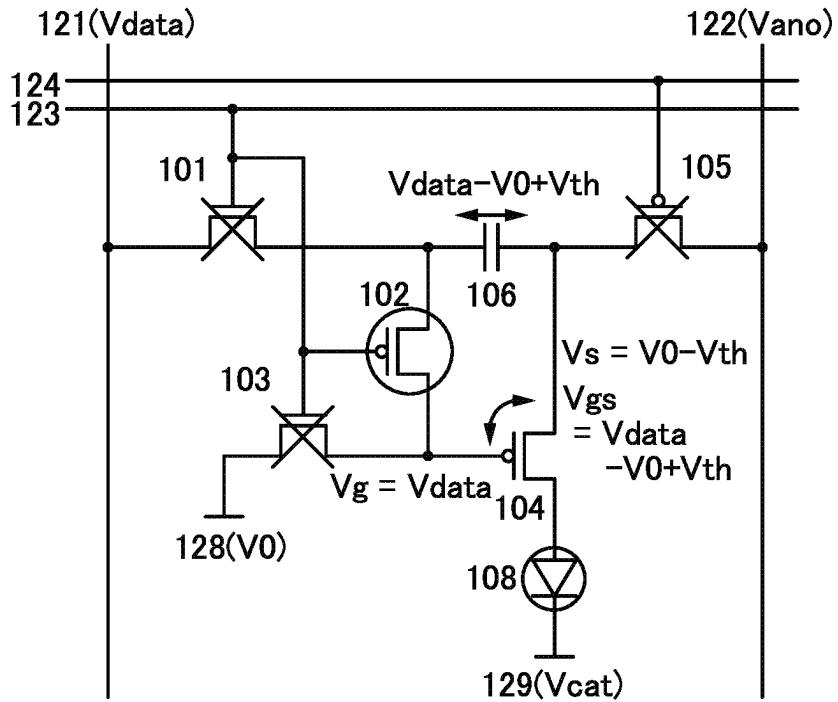 121(Vdata)
122(Vano)
124
123
101
105
Vdata-V0+Vth
106
102
103
Vs = V0-Vth
Vgs
= Vdata
-V0+Vth
Vg = Vdata
104
128(V0)
108
129(Vcat)